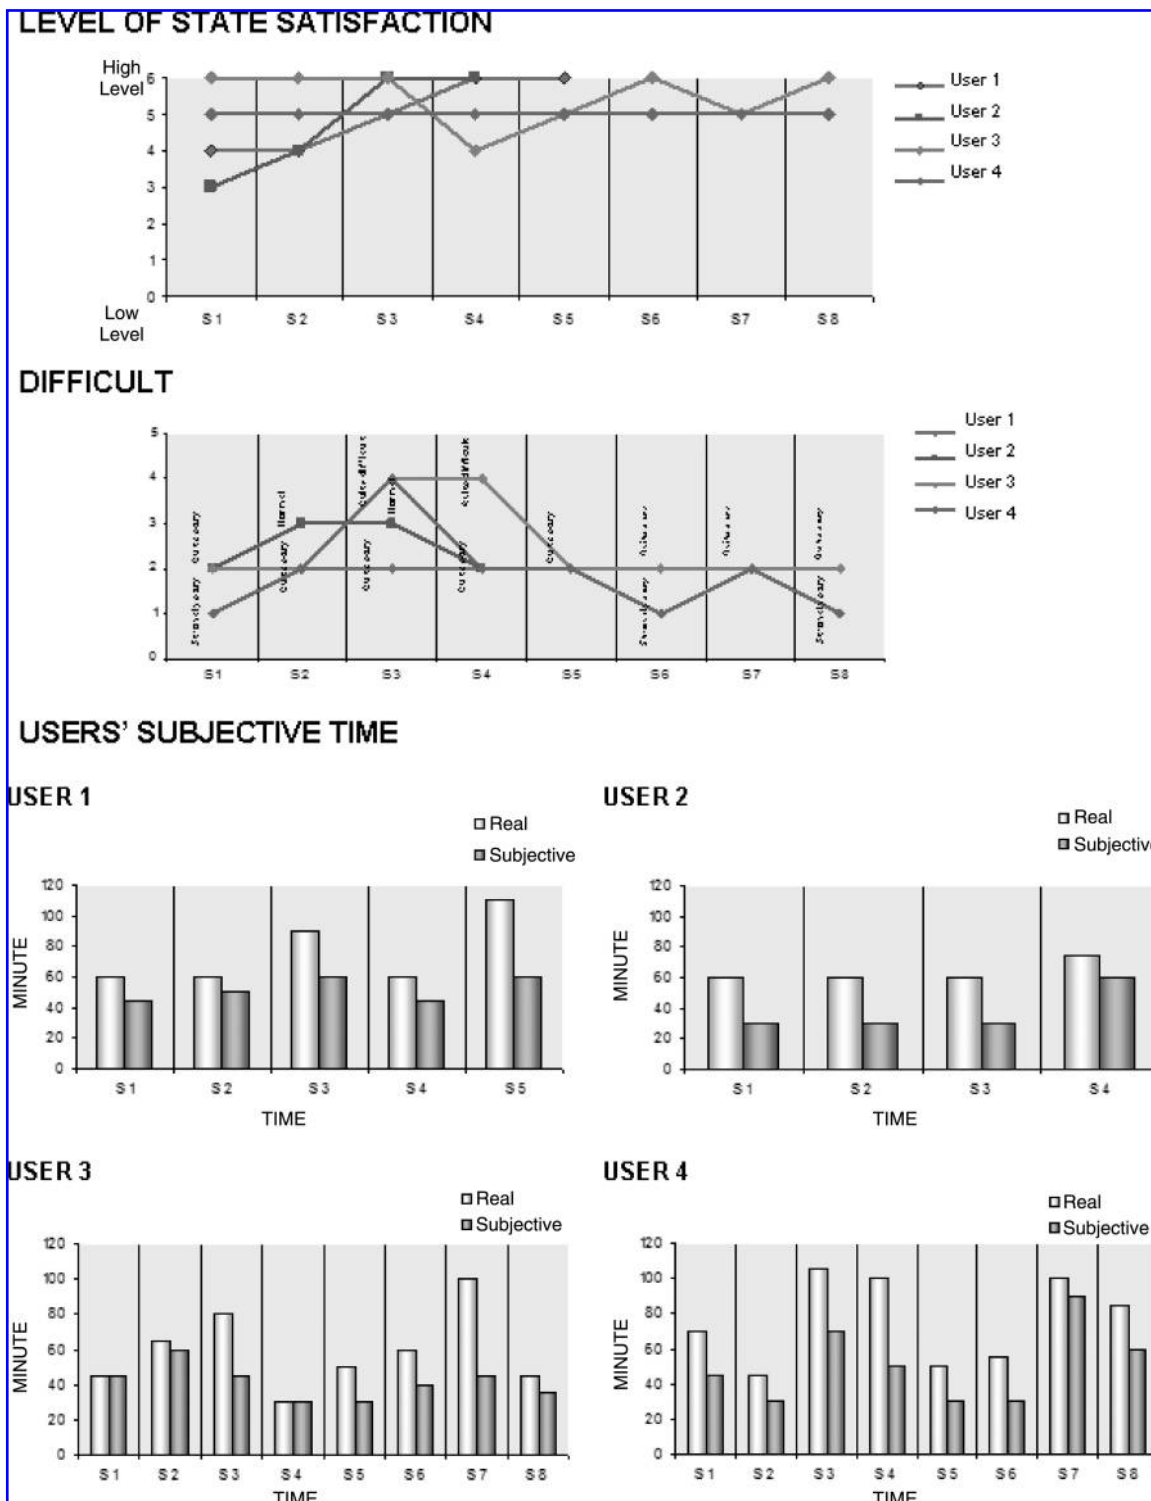 LEVEL OF STATE SATISFACTION
High
Level
6
5
4
3
2
1
0
Low
Level
S1 S2 S3 S4 S5 S6 S7 S8
User 1
User 2
User 3
User 4
DIFFICULT
5
4
3
2
1
0
S1 S2 S3 S4 S5 S6 S7 S8
User 1
User 2
User 3
User 4
USERS' SUBJECTIVE TIME
USER 1
Real
Subjective
MINUTE
120
100
80
60
40
20
0
S1 S2 S3 S4 S5
TIME
USER 2
Real
Subjective
MINUTE
120
100
80
60
40
20
0
S1 S2 S3 S4
TIME
USER 3
Real
Subjective
MINUTE
120
100
80
60
40
20
0
S1 S2 S3 S4 S5 S6 S7 S8
TIME
USER 4
Real
Subjective
MINUTE
120
100
80
60
40
20
0
S1 S2 S3 S4 S5 S6 S7 S8
TIME